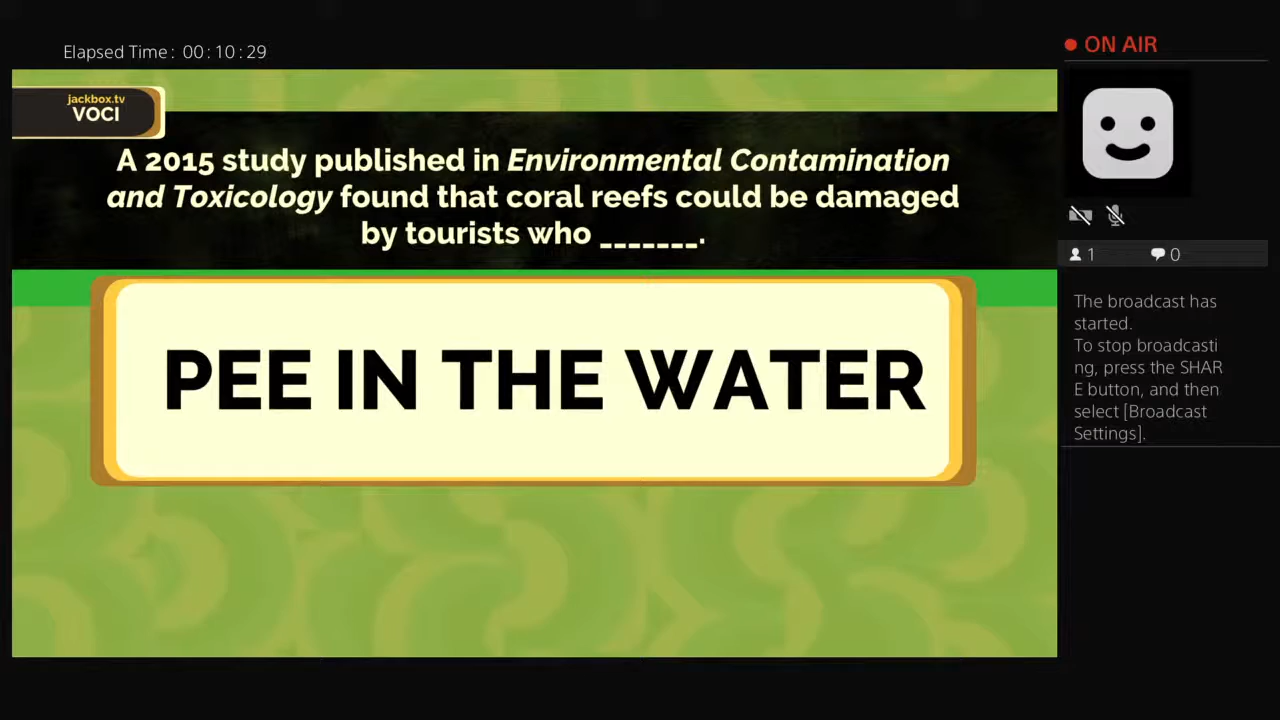 Elapsed Time: 00:10:29
ON AIR
jackbox.tv
VOCI
A 2015 study published in Environmental Contamination
and Toxicology found that coral reefs could be damaged
by tourists who _______.
PEE IN THE WATER
1
0
The broadcast has
started.
To stop broadcasti
ng, press the SHAR
E button, and then
select [Broadcast
Settings].